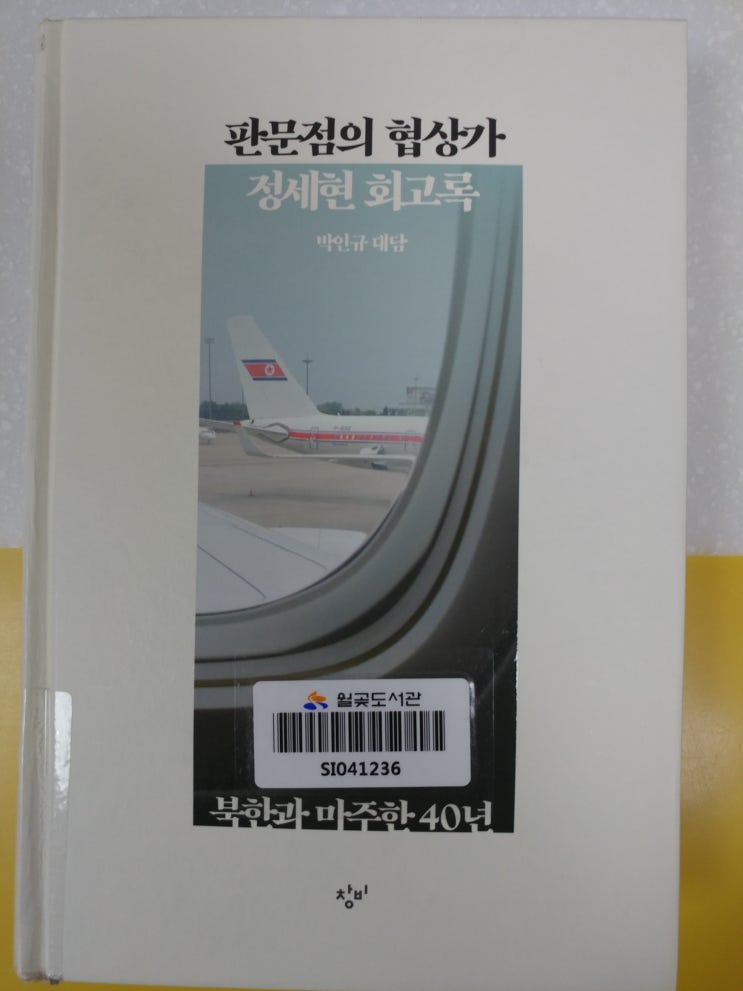 판문점의 협상가
정세현 회고록
박인규 대담
월곶도서관
SI041236
북한과 마주한 40년
창비